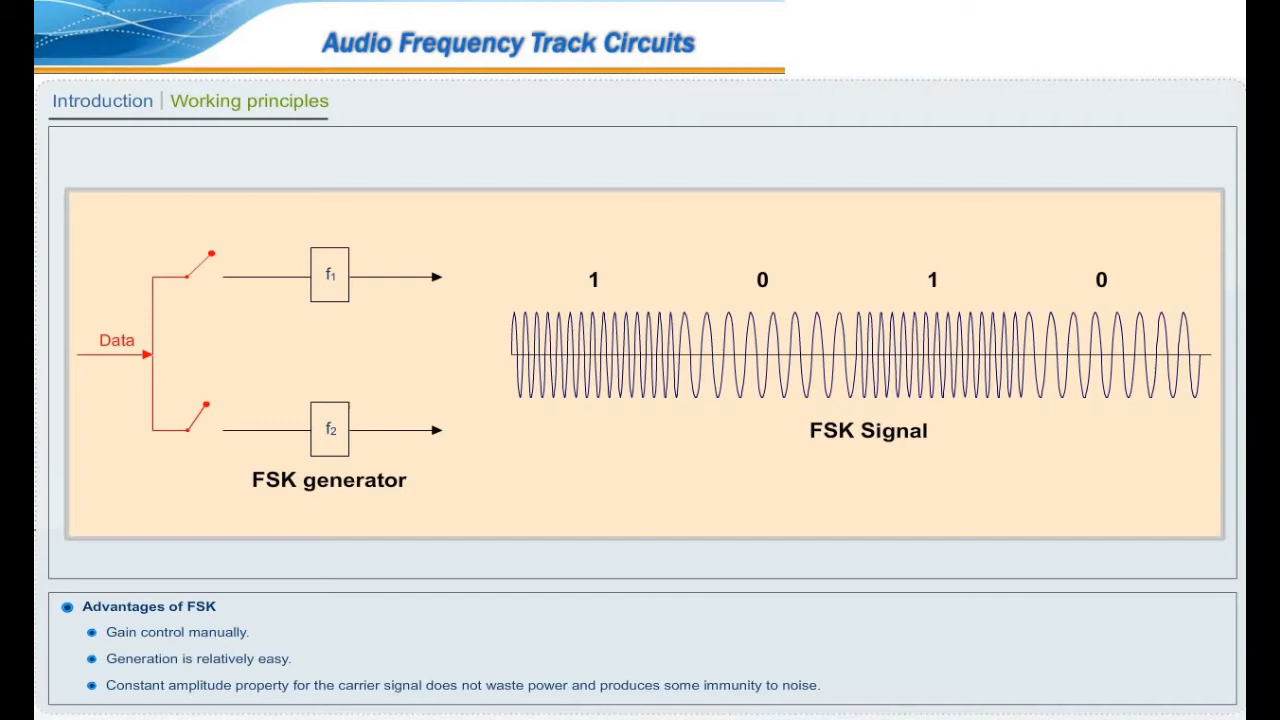 Audio Frequency Track Circuits
Introduction | Working principles
f1
1 0 1 0
Data
f2
FSK Signal
FSK generator
Advantages of FSK
Gain control manually.
Generation is relatively easy.
Constant amplitude property for the carrier signal does not waste power and produces some immunity to noise.